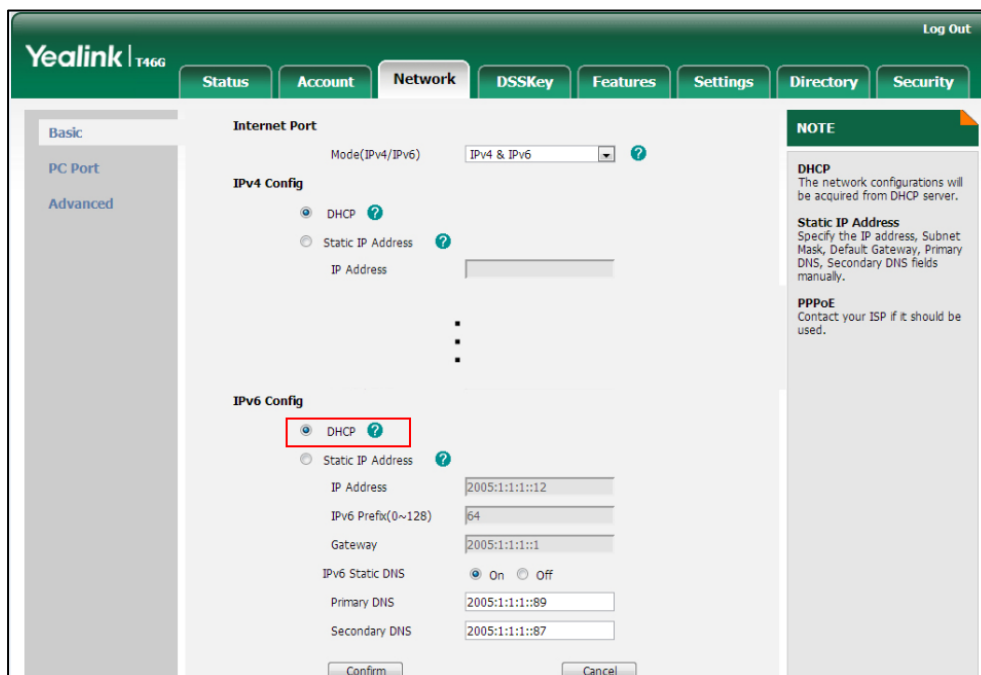 Log Out
Yealink T46G
Status Account Network DSSKey Features Settings Directory Security
Basic
PC Port
Advanced
Internet Port
Mode(IPv4/IPv6) IPv4 & IPv6 ?
IPv4 Config
DHCP ?
Static IP Address ?
IP Address
IPv6 Config
DHCP ?
Static IP Address ?
IP Address 2005:1:1:1::12
IPv6 Prefix(0~128) 64
Gateway 2005:1:1:1::1
IPv6 Static DNS On Off
Primary DNS 2005:1:1:1::89
Secondary DNS 2005:1:1:1::87
Confirm Cancel
NOTE
DHCP
The network configurations will
be acquired from DHCP server.
Static IP Address
Specify the IP address, Subnet
Mask, Default Gateway, Primary
DNS, Secondary DNS fields
manually.
PPPoE
Contact your ISP if it should be
used.